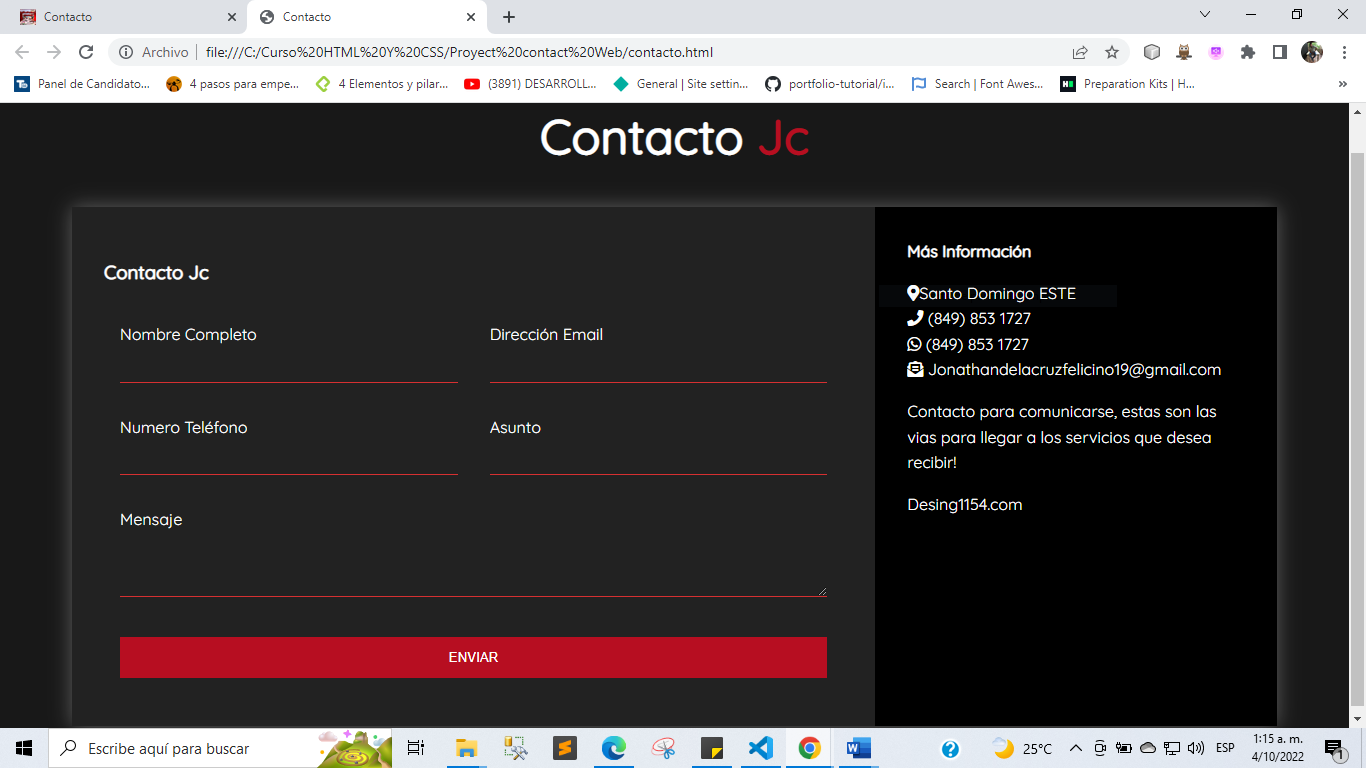 Contacto
Contacto
Archivo
file:///C:/Curso%20HTML%20Y%20CSS/Proyect%20contact%20Web/contacto.html
Panel de Candidato...
4 pasos para empe...
4 Elementos y pilar...
(3891) DESARROLL...
General | Site settin...
portfolio-tutorial/i...
Search | Font Awes...
Preparation Kits | H...
»
Contacto Jc
Contacto Jc
Nombre Completo
Dirección Email
Numero Teléfono
Asunto
Mensaje
ENVIAR
Más Información
Santo Domingo ESTE
(849) 853 1727
(849) 853 1727
Jonathandelacruzfelicino19@gmail.com
Contacto para comunicarse, estas son las
vias para llegar a los servicios que desea
recibir!
Desing1154.com
Escribe aquí para buscar
25°C
ESP
1:15 a. m.
4/10/2022
1